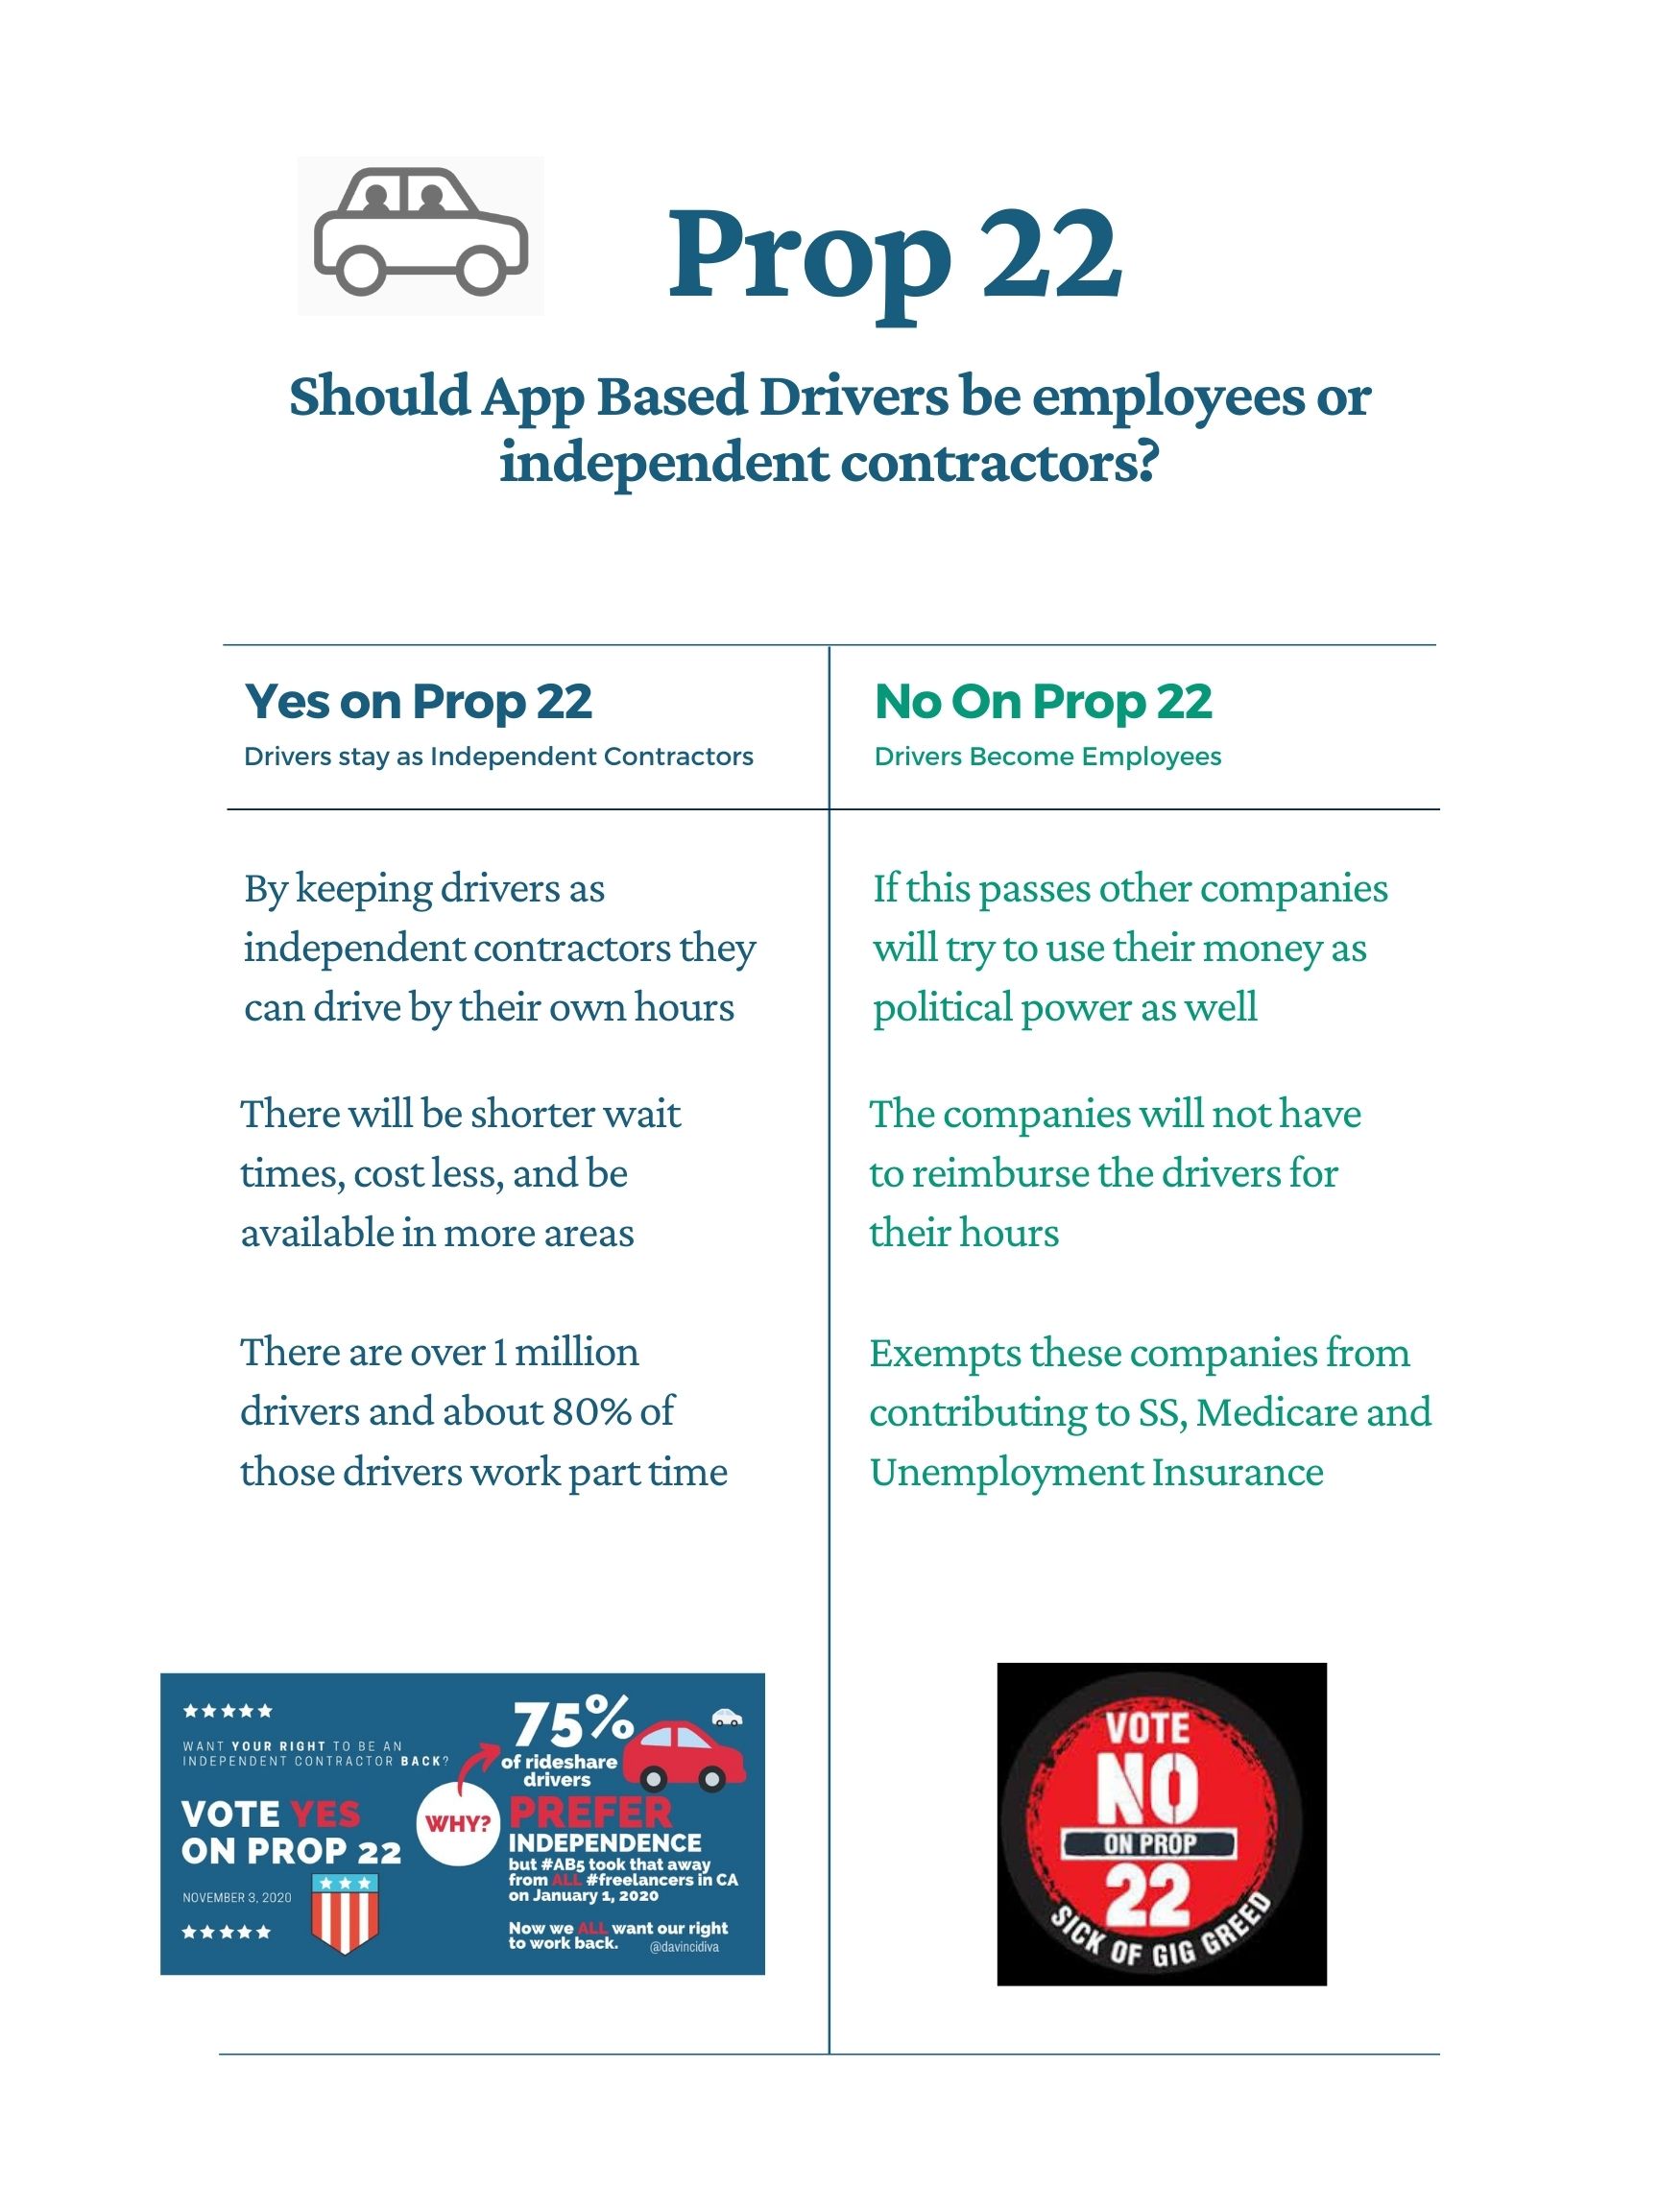 Prop 22
Should App Based Drivers be employees or
independent contractors?
Yes on Prop 22
Drivers stay as Independent Contractors
By keeping drivers as
independent contractors they
can drive by their own hours
There will be shorter wait
times, cost less, and be
available in more areas
There are over 1 million
drivers and about 80% of
those drivers work part time
WANT YOUR RIGHT TO BE AN
INDEPENDENT CONTRACTOR BACK?
VOTE YES
ON PROP 22
NOVEMBER 3, 2020
WHY?
75%
of rideshare
drivers
PREFER
INDEPENDENCE
but #AB5 took that away
from ALL #freelancers in CA
on January 1, 2020
Now we ALL want our right
to work back.
@davincidiva
No On Prop 22
Drivers Become Employees
If this passes other companies
will try to use their money as
political power as well
The companies will not have
to reimburse the drivers for
their hours
Exempts these companies from
contributing to SS, Medicare and
Unemployment Insurance
VOTE
NO
ON PROP
22
SICK OF GIG GREED